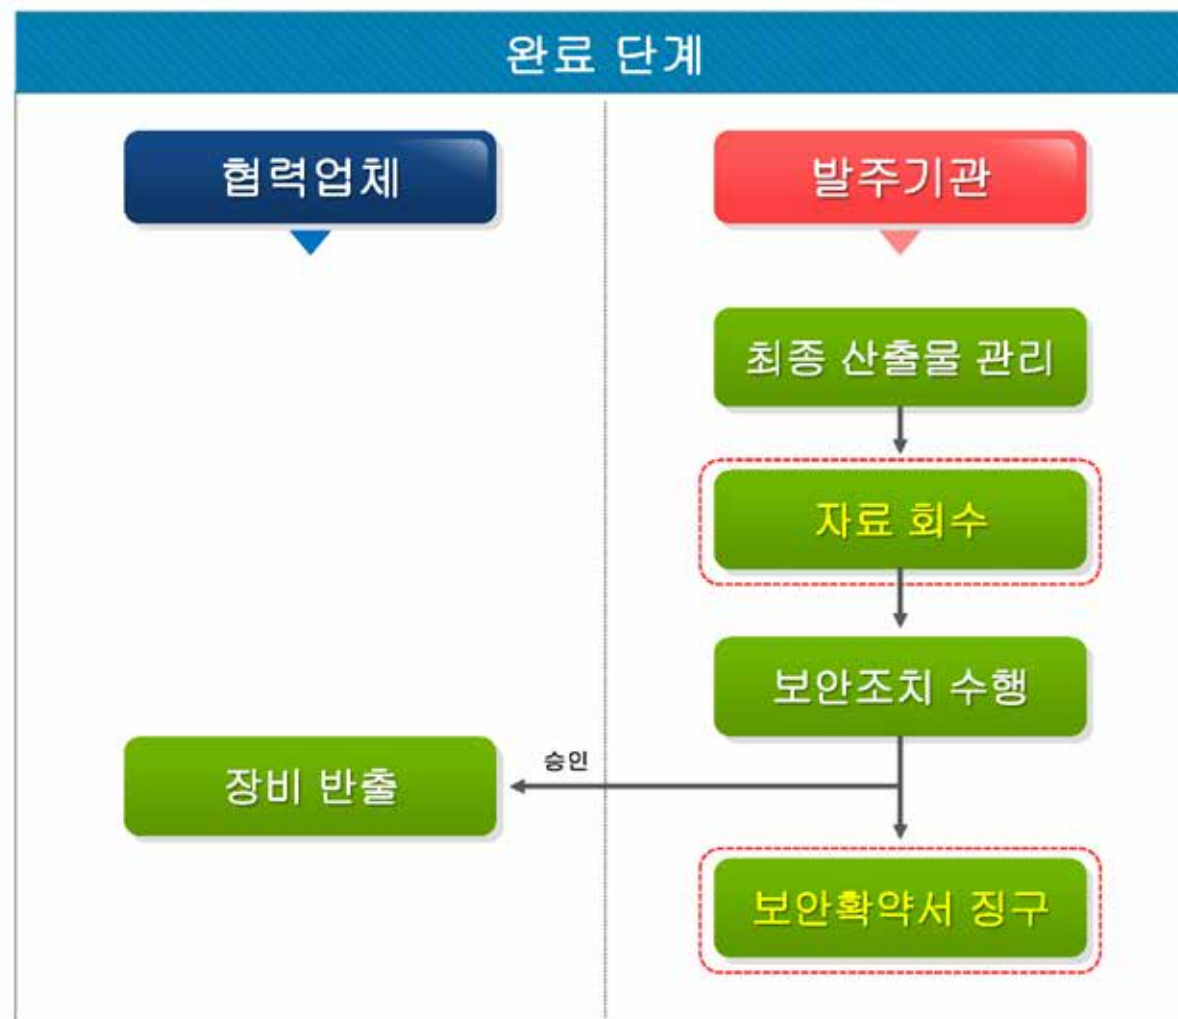 완료 단계
협력업체
발주기관
최종 산출물 관리
자료 회수
보안조치 수행
승인
장비 반출
보안확약서 징구